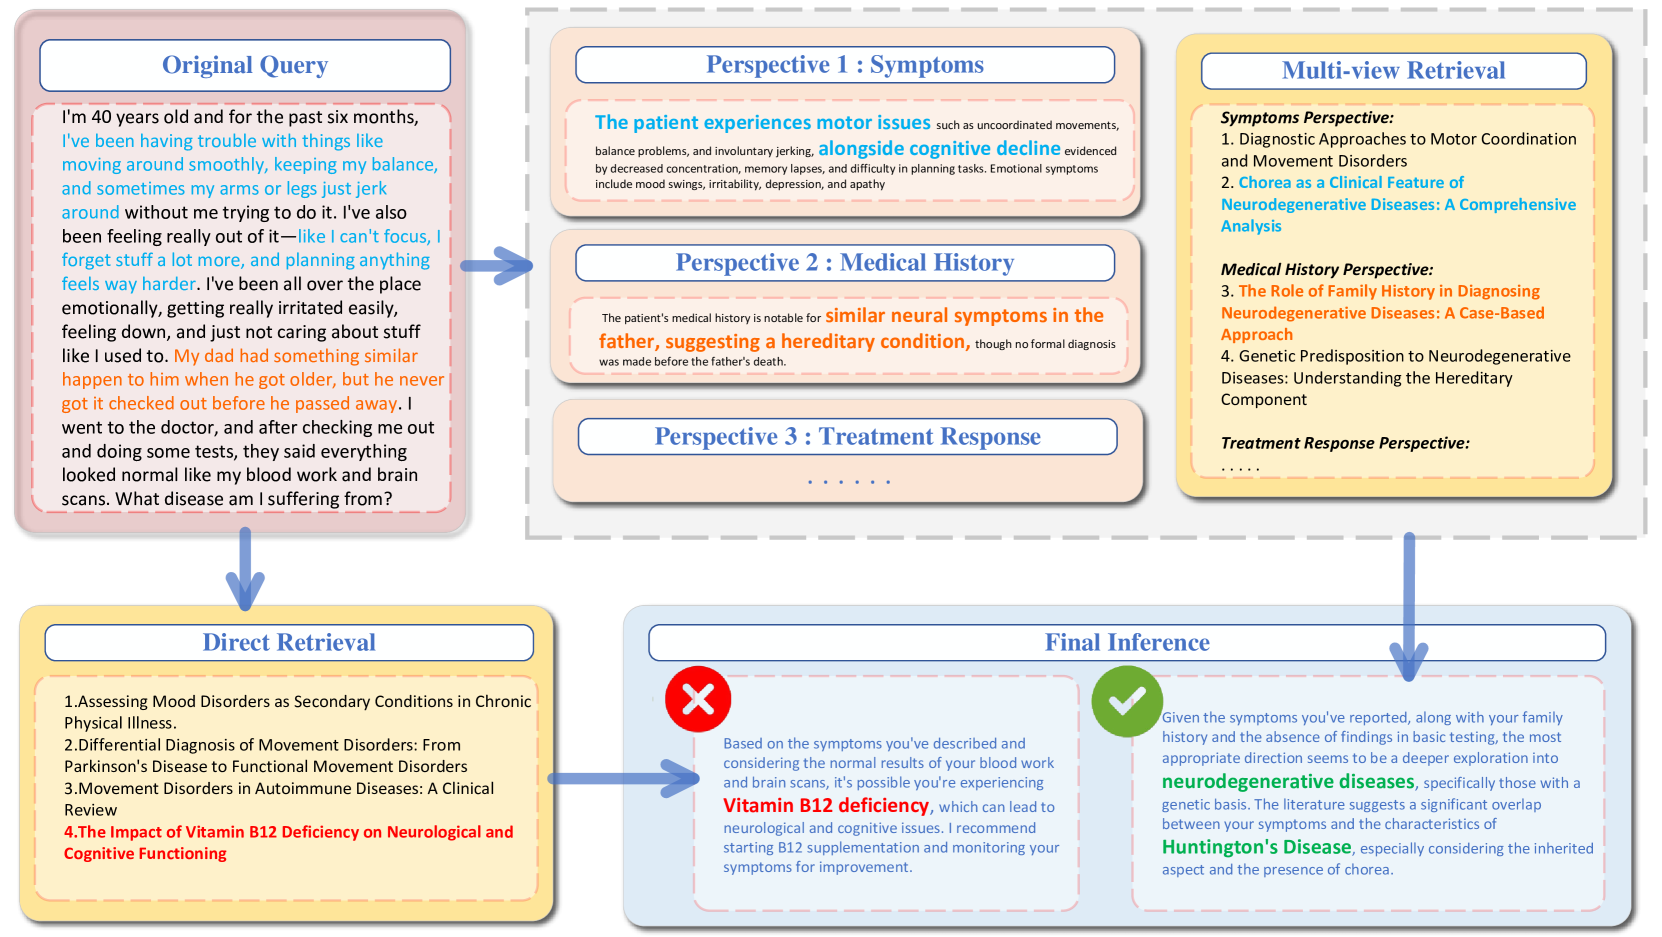 Original Query
I'm 40 years old and for the past six months,
I've been having trouble with things like
moving around smoothly, keeping my balance,
and sometimes my arms or legs just jerk
around without me trying to do it. I've also
been feeling really out of it—like I can't focus, I
forget stuff a lot more, and planning anything
feels way harder. I've been all over the place
emotionally, getting really irritated easily,
feeling down, and just not caring about stuff
like I used to. My dad had something similar
happen to him when he got older, but he never
got it checked out before he passed away. I
went to the doctor, and after checking me out
and doing some tests, they said everything
looked normal like my blood work and brain
scans. What disease am I suffering from?
Perspective 1 : Symptoms
The patient experiences motor issues such as uncoordinated movements,
balance problems, and involuntary jerking, alongside cognitive decline evidenced
by decreased concentration, memory lapses, and difficulty in planning tasks. Emotional symptoms
include mood swings, irritability, depression, and apathy
Perspective 2 : Medical History
The patient's medical history is notable for similar neural symptoms in the
father, suggesting a hereditary condition, though no formal diagnosis
was made before the father's death.
Perspective 3 : Treatment Response
. . . . . .
Multi-view Retrieval
Symptoms Perspective:
1. Diagnostic Approaches to Motor Coordination
and Movement Disorders
2. Chorea as a Clinical Feature of
Neurodegenerative Diseases: A Comprehensive
Analysis
Medical History Perspective:
3. The Role of Family History in Diagnosing
Neurodegenerative Diseases: A Case-Based
Approach
4. Genetic Predisposition to Neurodegenerative
Diseases: Understanding the Hereditary
Component
Treatment Response Perspective:
. . . . .
Direct Retrieval
1.Assessing Mood Disorders as Secondary Conditions in Chronic
Physical Illness.
2.Differential Diagnosis of Movement Disorders: From
Parkinson's Disease to Functional Movement Disorders
3.Movement Disorders in Autoimmune Diseases: A Clinical
Review
4.The Impact of Vitamin B12 Deficiency on Neurological and
Cognitive Functioning
Final Inference
Based on the symptoms you've described and
considering the normal results of your blood work
and brain scans, it's possible you're experiencing
Vitamin B12 deficiency, which can lead to
neurological and cognitive issues. I recommend
starting B12 supplementation and monitoring your
symptoms for improvement.
Given the symptoms you've reported, along with your family
history and the absence of findings in basic testing, the most
appropriate direction seems to be a deeper exploration into
neurodegenerative diseases, specifically those with a
genetic basis. The literature suggests a significant overlap
between your symptoms and the characteristics of
Huntington's Disease, especially considering the inherited
aspect and the presence of chorea.